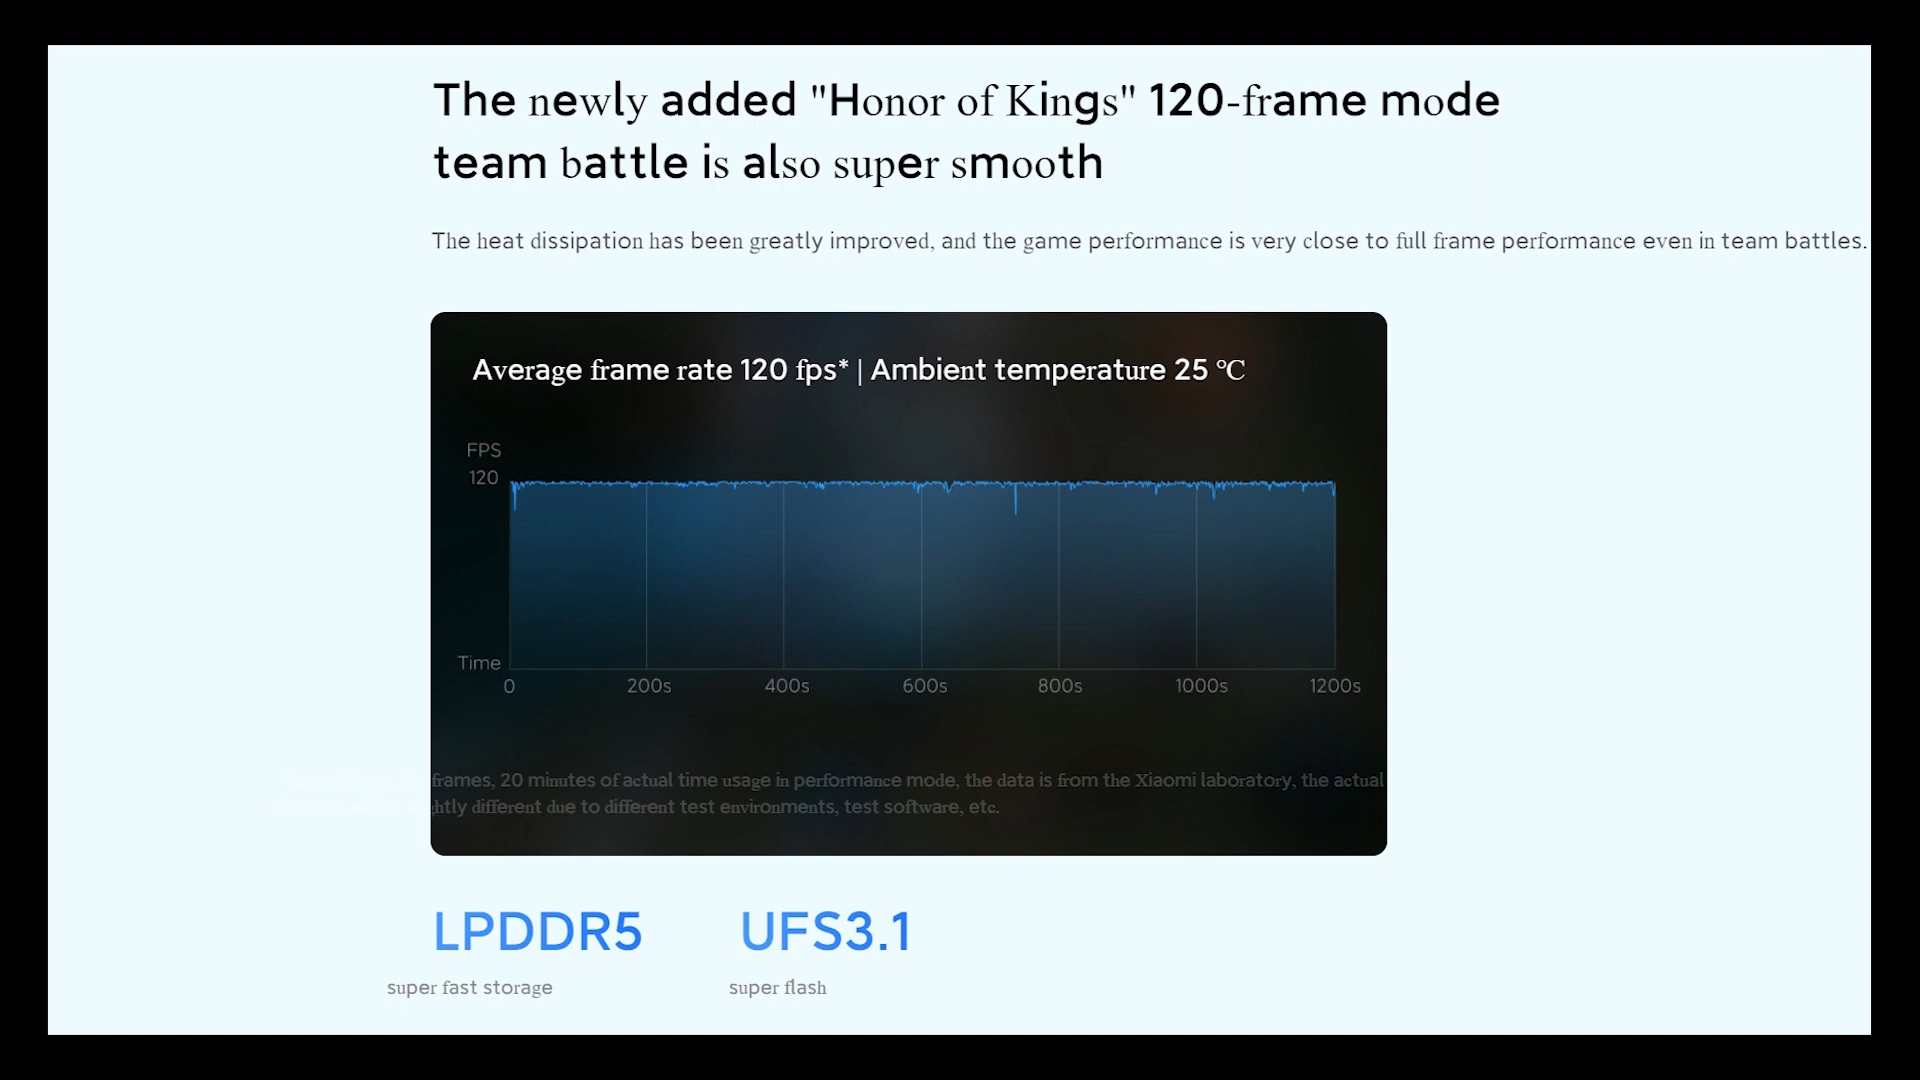 The newly added "Honor of Kings" 120-frame mode
team battle is also super smooth
The heat dissipation has been greatly improved, and the game performance is very close to full frame performance even in team battles.
Average frame rate 120 fps* | Ambient temperature 25 ℃
FPS
120
Time
0 200s 400s 600s 800s 1000s 1200s
frames, 20 minutes of actual time usage in performance mode, the data is from the Xiaomi laboratory, the actual
different due to different test environments, test software, etc.
LPDDR5 UFS3.1
super fast storage super flash